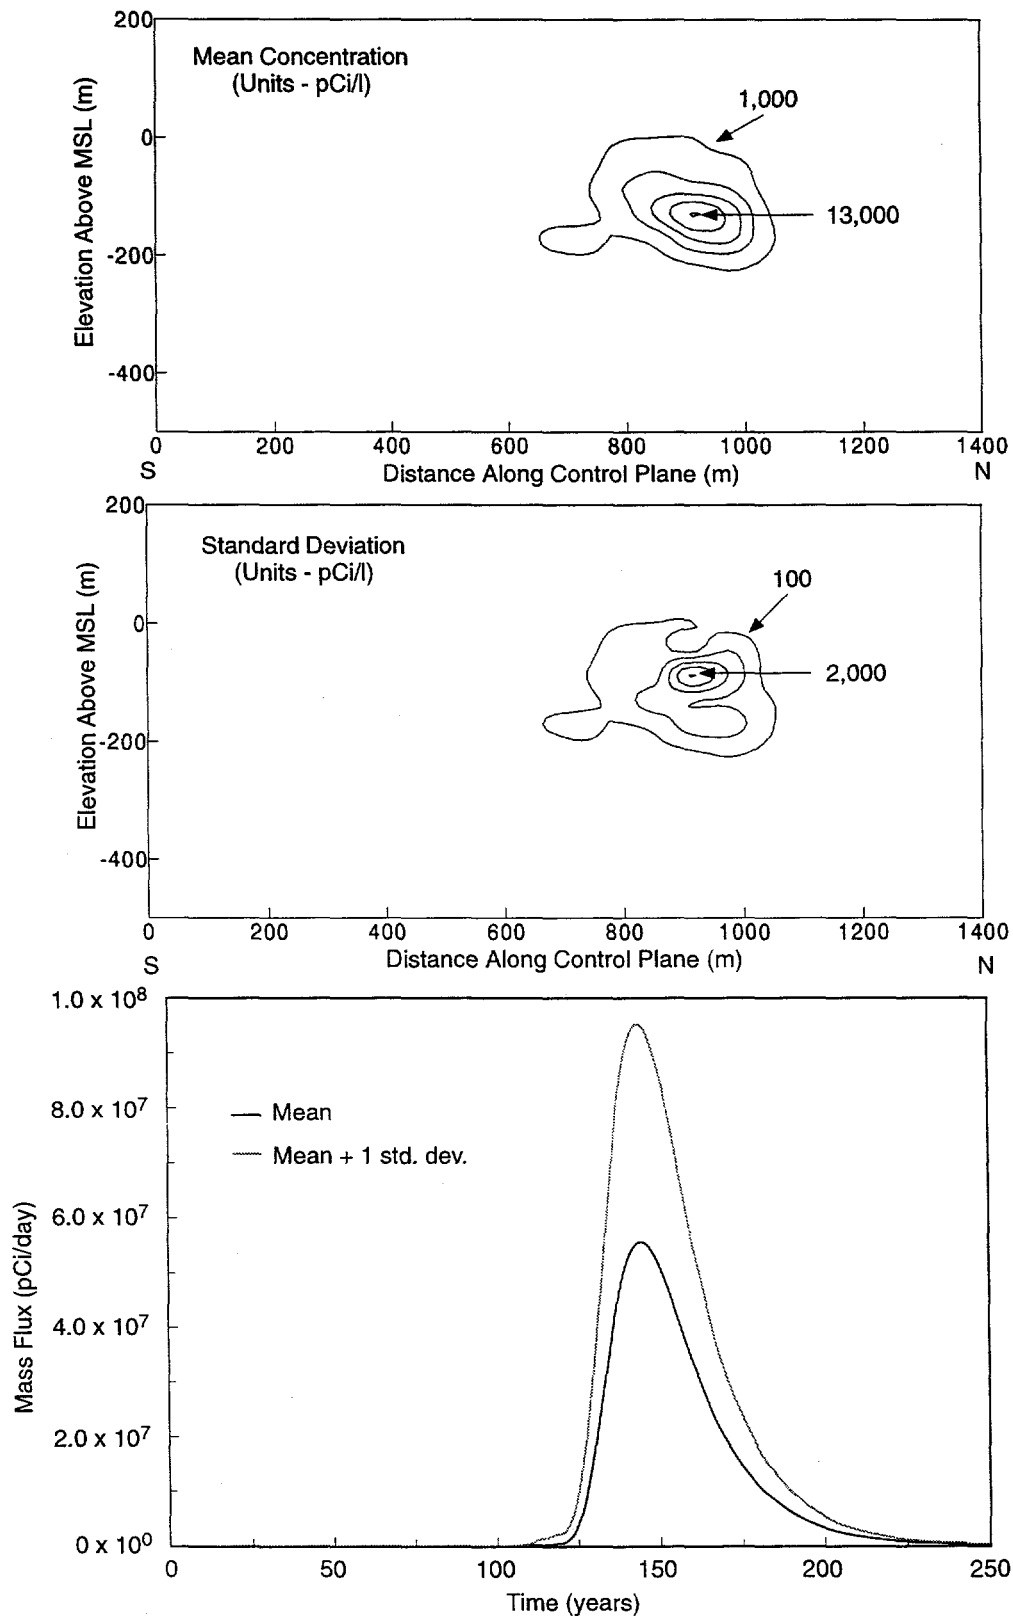 200
Mean Concentration
(Units - pCi/l)
1,000
0
13,000
-200
-400
Elevation Above MSL (m)
0 200 400 600 800 1000 1200 1400
S Distance Along Control Plane (m) N
200
Standard Deviation
(Units - pCi/l)
100
0
2,000
-200
-400
Elevation Above MSL (m)
0 200 400 600 800 1000 1200 1400
S Distance Along Control Plane (m) N
1.0 x 10⁸
8.0 x 10⁷
Mean
Mean + 1 std. dev.
6.0 x 10⁷
4.0 x 10⁷
2.0 x 10⁷
0 x 10⁰
Mass Flux (pCi/day)
0 50 100 150 200 250
Time (years)